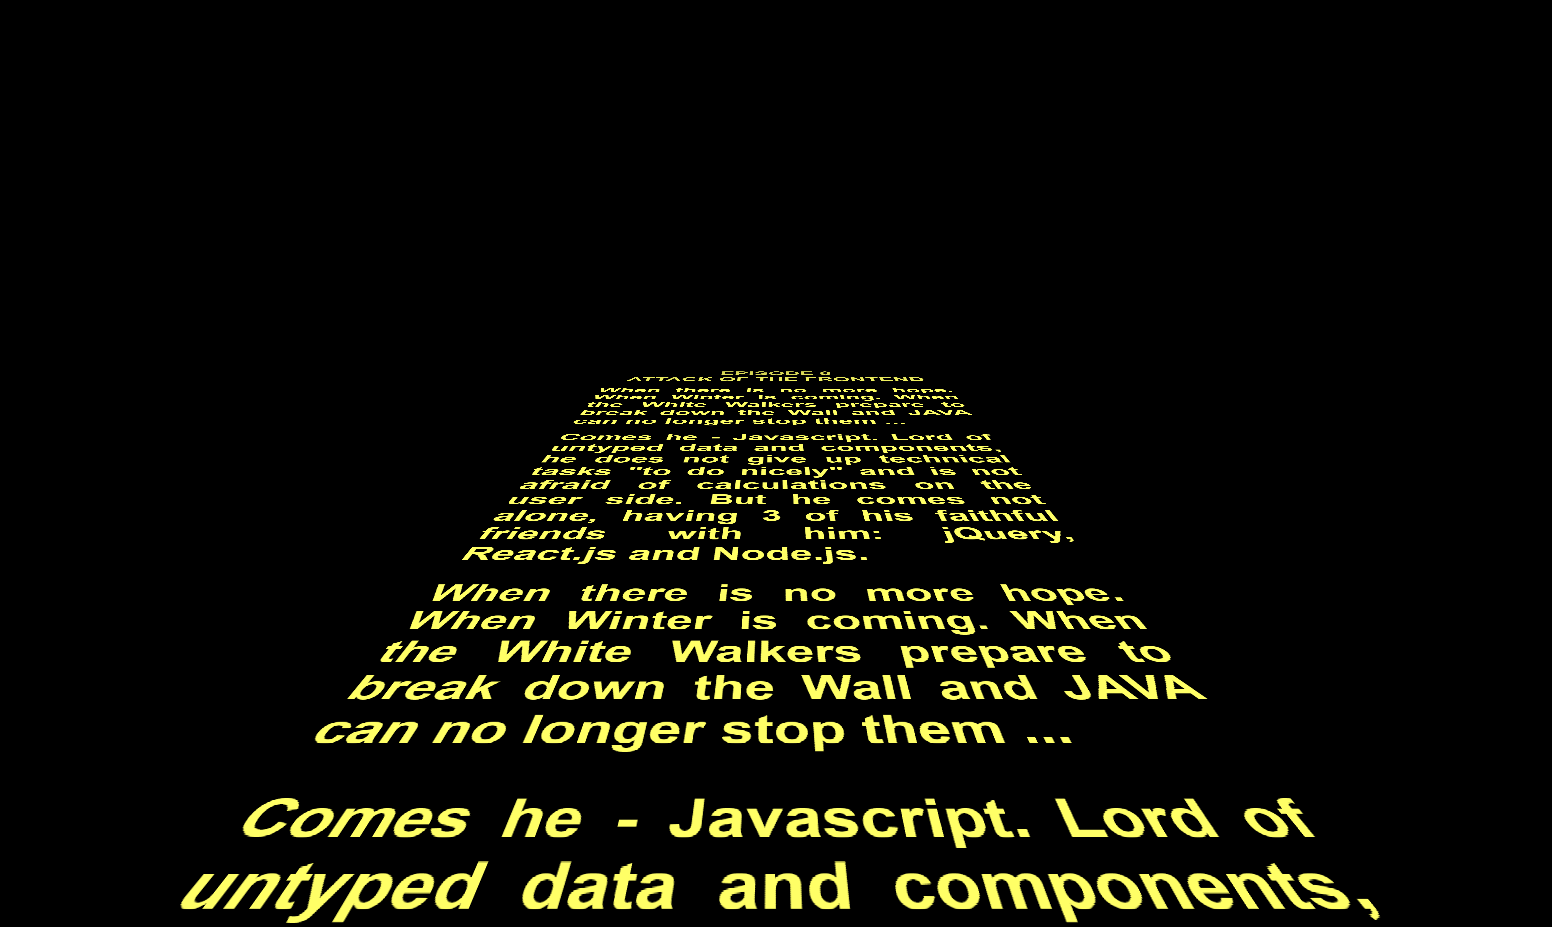 EPISODE 6
ATTACK OF THE FRONTEND
When there is no more hope.
When Winter is coming. When
the White Walkers prepare to
break down the Wall and JAVA
can no longer stop them ...
Comes he - Javascript. Lord of
untyped data and components,
he does not give up technical
tasks "to do nicely" and is not
afraid of calculations on the
user side. But he comes not
alone, having 3 of his faithful
friends with him: jQuery,
React.js and Node.js.
When there is no more hope.
When Winter is coming. When
the White Walkers prepare to
break down the Wall and JAVA
can no longer stop them ...
Comes he - Javascript. Lord of
untyped data and components,